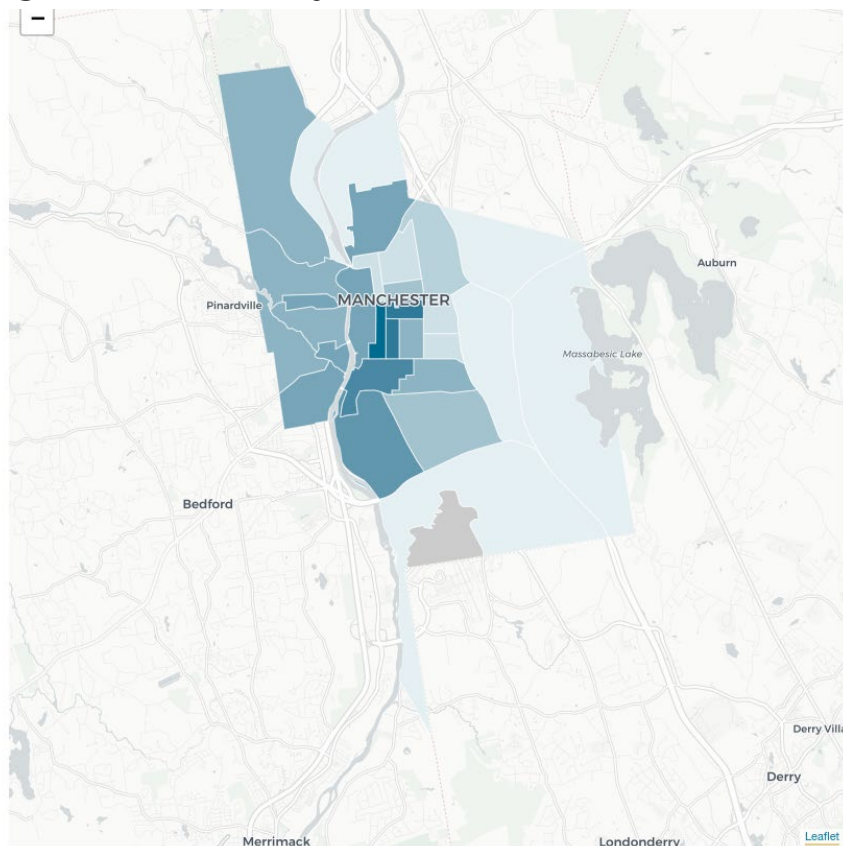 −
Auburn
Pinardville
MANCHESTER
Massabesic Lake
Bedford
Derry Villa
Derry
Merrimack
Londonderry
Leaflet